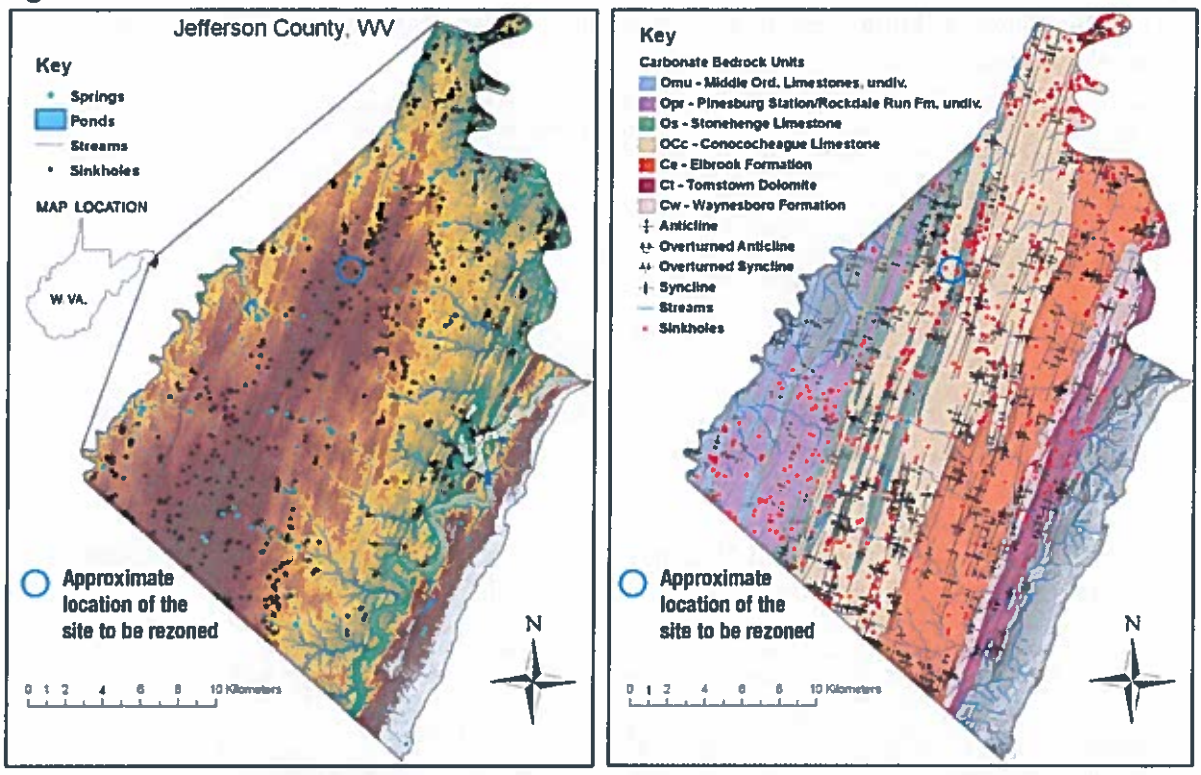 Jefferson County, WV
Key
Springs
Ponds
Streams
Sinkholes
MAP LOCATION
W. VA.
Approximate
location of the
site to be rezoned
N
0 1 2 4 6 8 10 Kilometers
Key
Carbonate Bedrock Units
Omu - Middle Ord. Limestones, undiv.
Opr - Pinesburg Station/Rockdale Run Fm, undiv.
Os - Stonehenge Limestone
OCc - Conococheague Limestone
Ce - Elbrook Formation
Ct - Tomstown Dolomite
Cw - Waynesboro Formation
Anticline
Overturned Anticline
Overturned Syncline
Syncline
Streams
Sinkholes
Approximate
location of the
site to be rezoned
N
0 1 2 4 6 8 10 Kilometers